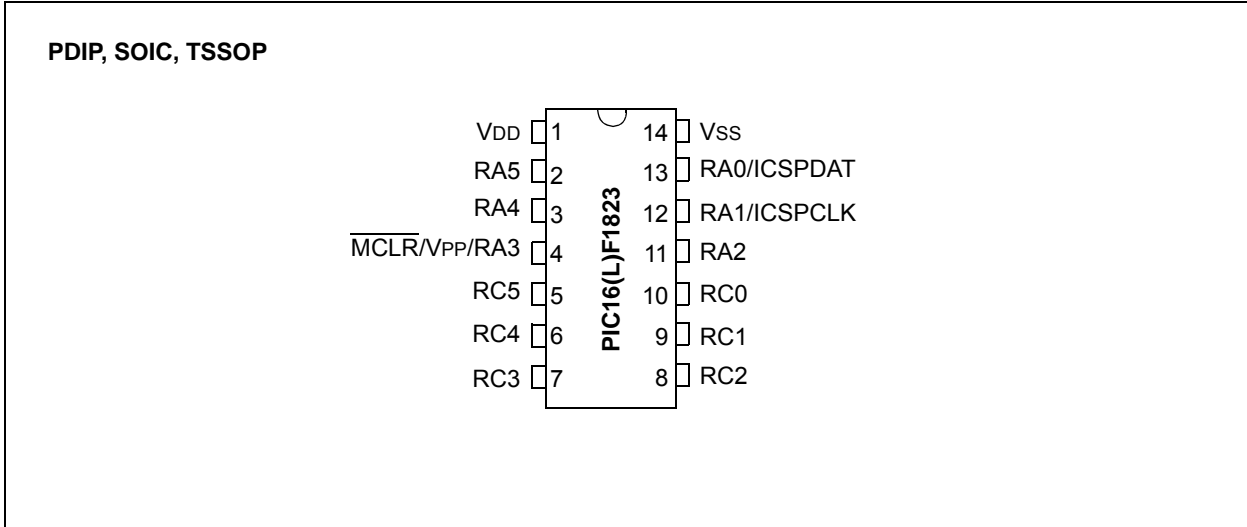 PDIP, SOIC, TSSOP
VDD 1 14 VSS
RA5 2 13 RA0/ICSPDAT
RA4 3 12 RA1/ICSPCLK
MCLR/VPP/RA3 4 11 RA2
RC5 5 10 RC0
RC4 6 9 RC1
RC3 7 8 RC2
PIC16(L)F1823